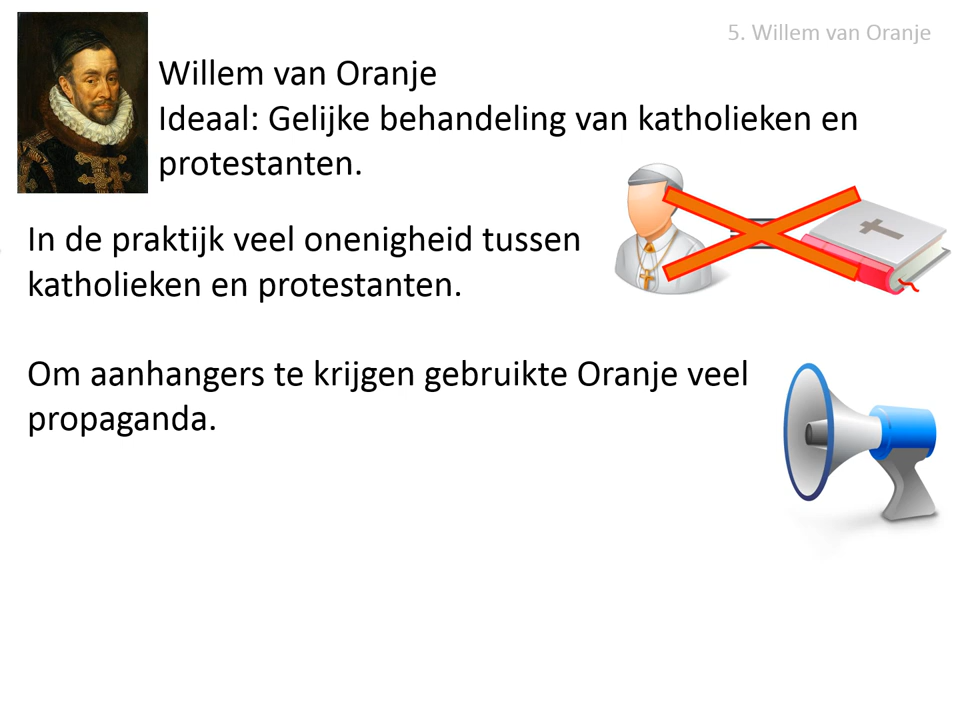 5. Willem van Oranje
Willem van Oranje
Ideaal: Gelijke behandeling van katholieken en
protestanten.
In de praktijk veel onenigheid tussen
katholieken en protestanten.
Om aanhangers te krijgen gebruikte Oranje veel
propaganda.